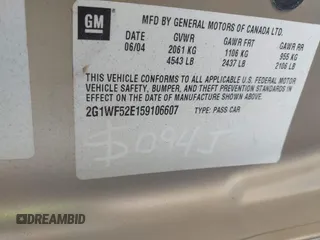 GM
MFD BY GENERAL MOTORS OF CANADA LTD.
DATE GVWR GAWR FRT GAWR RR
06/04 2061 KG 1106 KG 955 KG
4543 LB 2437 LB 2106 LB
THIS VEHICLE CONFORMS TO ALL APPLICABLE U.S. FEDERAL MOTOR
VEHICLE SAFETY, BUMPER, AND THEFT PREVENTION STANDARDS
IN EFFECT ON THE DATE OF MANUFACTURE SHOWN ABOVE.
2G1WF52E159106607 TYPE: PASS CAR
DREAMBID